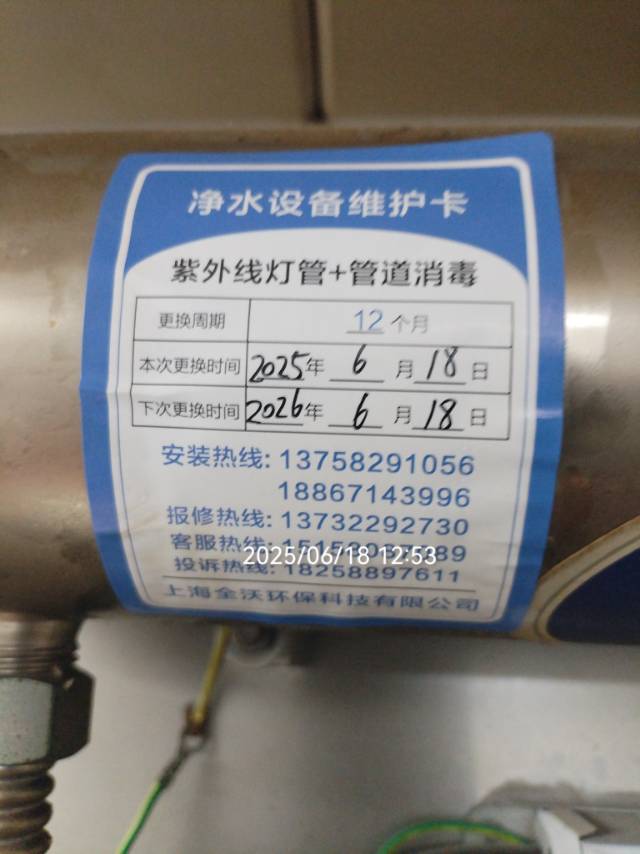 净水设备维护卡
紫外线灯管+管道消毒
更换周期 12 个月
本次更换时间 2025年 6 月 18 日
下次更换时间 2026年 6 月 18 日
安装热线: 13758291056
18867143996
报修热线: 13732292730
客服热线:
2025/06/18 12:53
投诉热线: 18258897611
上海全沃环保科技有限公司